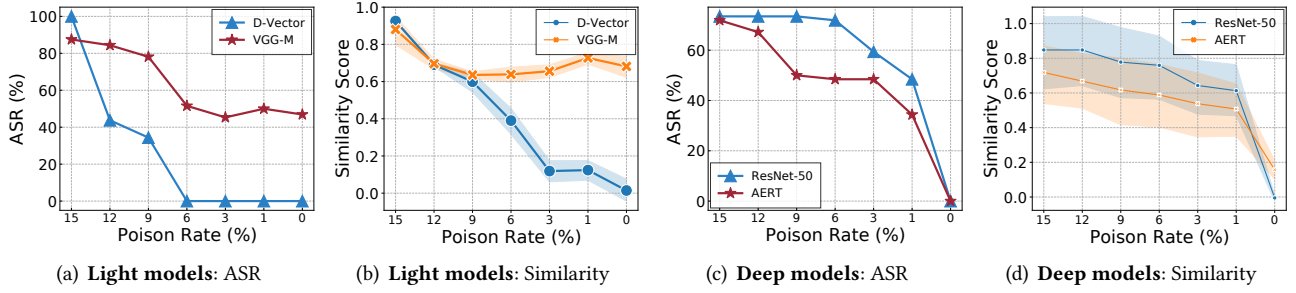 100
80
60
40
20
0
ASR (%)
15 12 9 6 3 1 0
Poison Rate (%)
D-Vector
VGG-M
(a) Light models: ASR
1.0
0.8
0.6
0.4
0.2
0.0
Similarity Score
15 12 9 6 3 1 0
Poison Rate (%)
D-Vector
VGG-M
(b) Light models: Similarity
60
40
20
0
ASR (%)
15 12 9 6 3 1 0
Poison Rate (%)
ResNet-50
AERT
(c) Deep models: ASR
1.0
0.8
0.6
0.4
0.2
0.0
Similarity Score
15 12 9 6 3 1 0
Poison Rate (%)
ResNet-50
AERT
(d) Deep models: Similarity